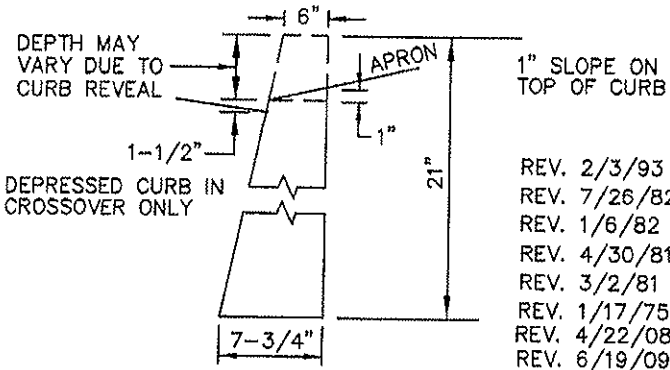 6"
DEPTH MAY
VARY DUE TO
CURB REVEAL
APRON
1" SLOPE ON
TOP OF CURB
1"
1-1/2"
DEPRESSED CURB IN
CROSSOVER ONLY
21"
7-3/4"
REV. 2/3/93
REV. 7/26/82
REV. 1/6/82
REV. 4/30/81
REV. 3/2/81
REV. 1/17/75
REV. 4/22/08
REV. 6/19/09